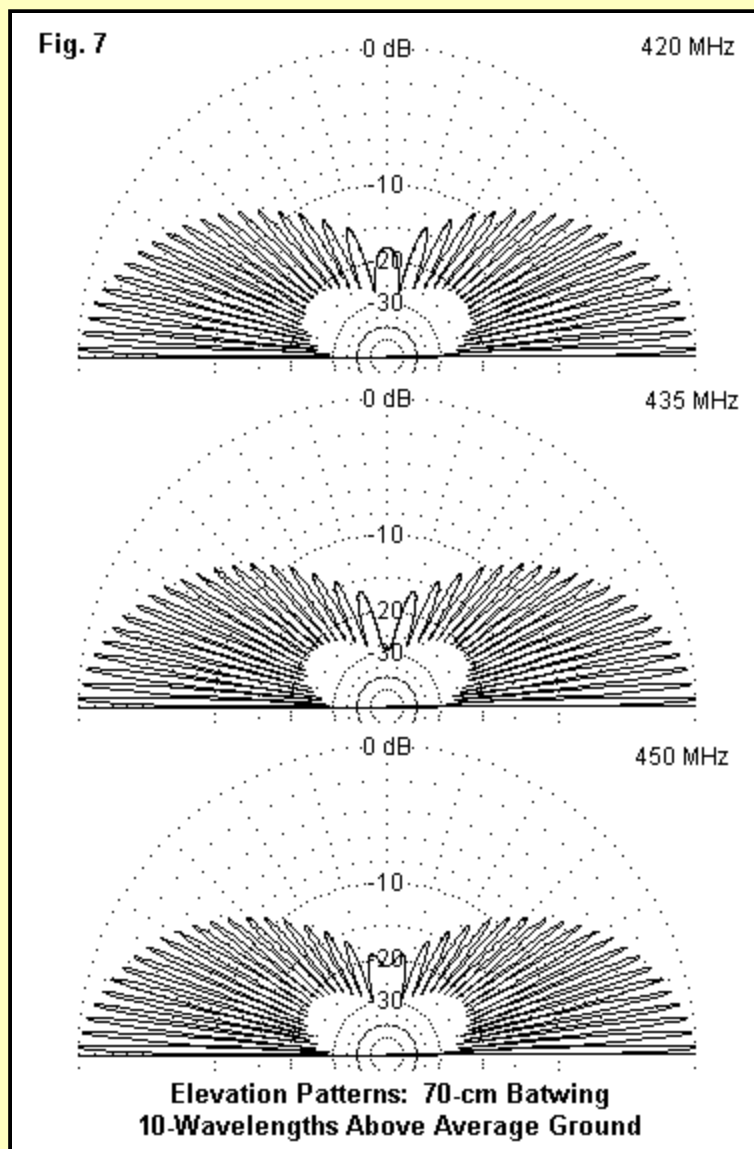 Fig. 7
0 dB
420 MHz
-10
-20
-30
0 dB
435 MHz
-10
20
30
0 dB
450 MHz
-10
20
30
Elevation Patterns: 70-cm Batwing
10-Wavelengths Above Average Ground